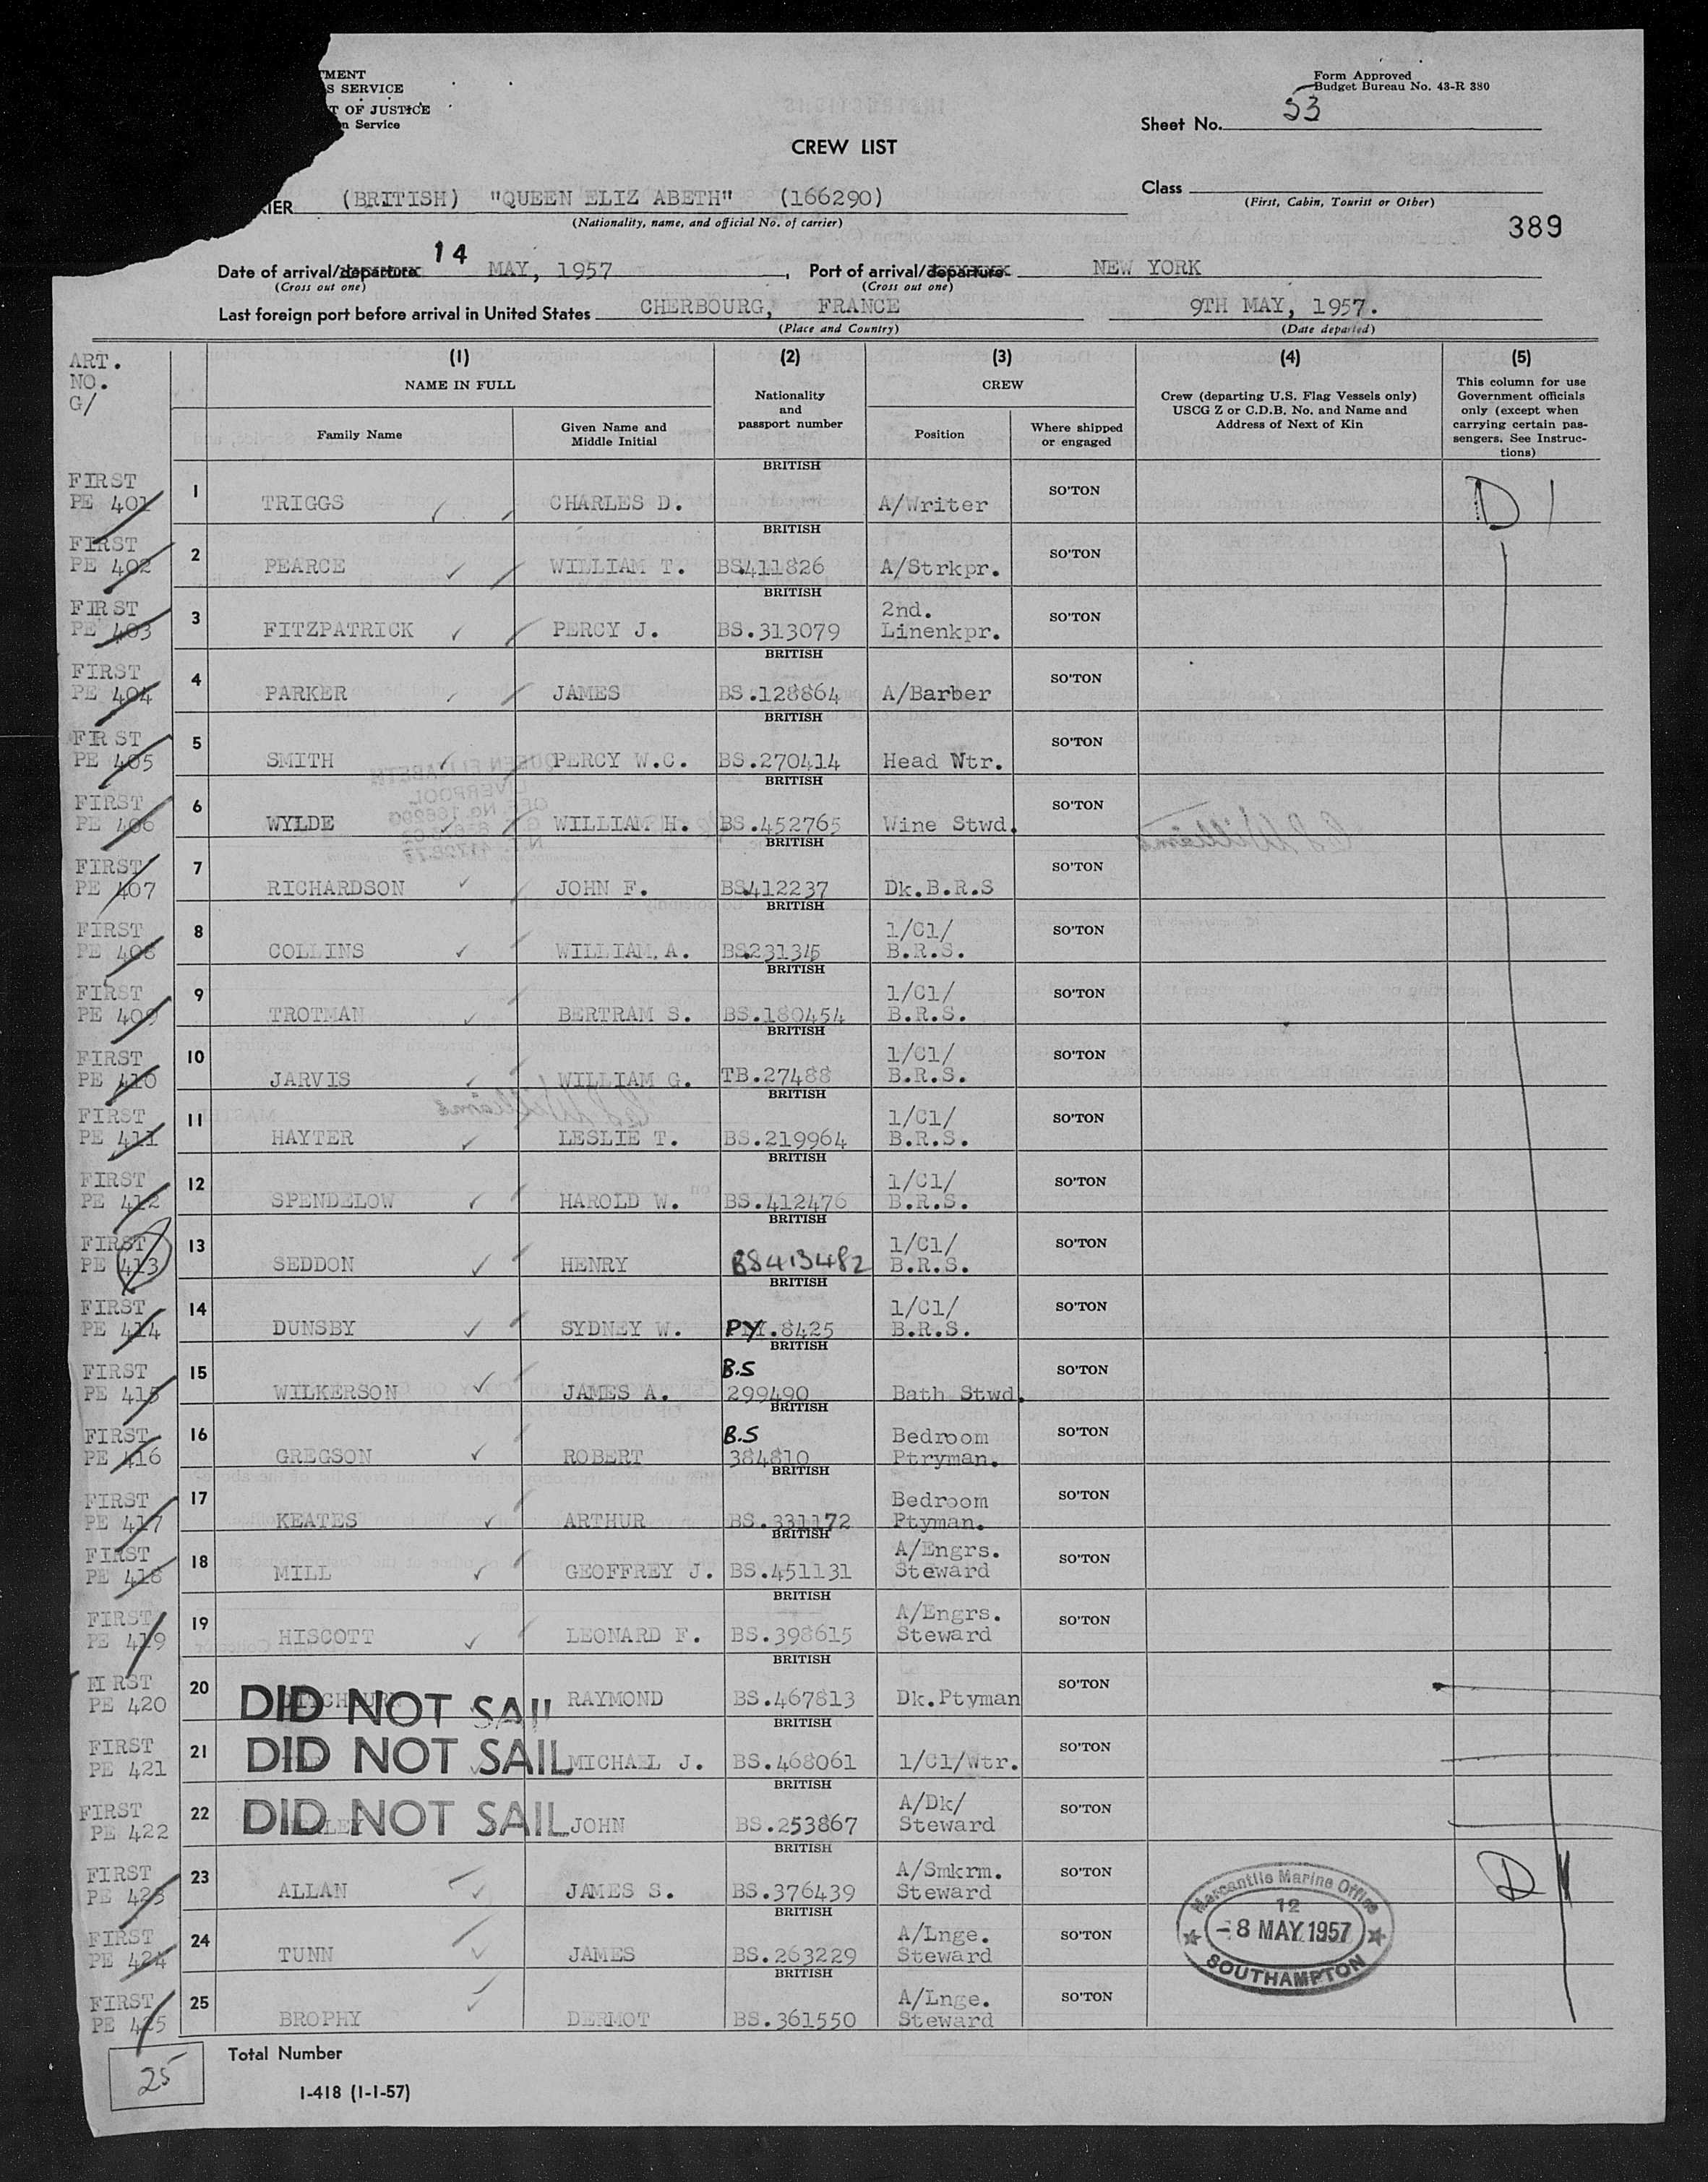 TMENT
S SERVICE
T OF JUSTICE
n Service
Form Approved
Budget Bureau No. 43-R 380
Sheet No. 53
CREW LIST
Class
(First, Cabin, Tourist or Other)
RIER (BRITISH) "QUEEN ELIZ ABETH" (166290)
(Nationality, name, and official No. of carrier)
389
Date of arrival/departure 14 MAY, 1957, Port of arrival/departure NEW YORK
(Cross out one) (Cross out one)
Last foreign port before arrival in United States CHERBOURG, FRANCE 9TH MAY, 1957.
(Place and Country) (Date departed)
ART. NO. G/
(1) (2) (3) (4) (5)
NAME IN FULL
Family Name
Given Name and Middle Initial
Nationality and passport number
CREW
Position
Where shipped or engaged
Crew (departing U.S. Flag Vessels only) USCG Z or C.D.B. No. and Name and Address of Next of Kin
This column for use Government officials only (except when carrying certain passengers. See Instructions)
FIRST PE 401 1 TRIGGS CHARLES D. BRITISH A/Writer SO'TON D
FIRST PE 402 2 PEARCE WILLIAM T. BRITISH BS.411826 A/Strkpr. SO'TON
FIRST PE 403 3 FITZPATRICK PERCY J. BRITISH BS.313079 2nd. Linenkpr. SO'TON
FIRST PE 404 4 PARKER JAMES BRITISH BS.128864 A/Barber SO'TON
FIRST PE 405 5 SMITH PERCY W.C. BRITISH BS.270414 Head Wtr. SO'TON
FIRST PE 406 6 WYLDE WILLIAM H. BRITISH BS.452765 Wine Stwd. SO'TON
FIRST PE 407 7 RICHARDSON JOHN F. BRITISH BS.412237 Dk.B.R.S SO'TON
FIRST PE 408 8 COLLINS WILLIAM.A. BRITISH BS.231345 1/Cl/ B.R.S. SO'TON
FIRST PE 409 9 TROTMAN BERTRAM S. BRITISH BS.180454 1/Cl/ B.R.S. SO'TON
FIRST PE 410 10 JARVIS WILLIAM G. BRITISH TB.27488 1/Cl/ B.R.S. SO'TON
FIRST PE 411 11 HAYTER LESLIE T. BRITISH BS.219964 1/Cl/ B.R.S. SO'TON
FIRST PE 412 12 SPENDELOW HAROLD W. BRITISH BS.412476 1/Cl/ B.R.S. SO'TON
FIRST PE 413 13 SEDDON HENRY BRITISH BS413482 1/Cl/ B.R.S. SO'TON
FIRST PE 414 14 DUNSBY SYDNEY W. BRITISH PY.8425 1/Cl/ B.R.S. SO'TON
FIRST PE 415 15 WILKERSON JAMES A. BRITISH B.S 299490 Bath Stwd. SO'TON
FIRST PE 416 16 GREGSON ROBERT BRITISH B.S 384810 Bedroom Ptryman. SO'TON
FIRST PE 417 17 KEATES ARTHUR BRITISH BS.331172 Bedroom Ptyman. SO'TON
FIRST PE 418 18 MILL GEOFFREY J. BRITISH BS.451131 A/Engrs. Steward SO'TON
FIRST PE 419 19 HISCOTT LEONARD F. BRITISH BS.398615 A/Engrs. Steward SO'TON
FIRST PE 420 20 DID NOT SAIL RAYMOND BRITISH BS.467813 Dk.Ptyman SO'TON
FIRST PE 421 21 DID NOT SAIL MICHAEL J. BRITISH BS.468061 1/Cl/Wtr. SO'TON
FIRST PE 422 22 DID NOT SAIL JOHN BRITISH BS.253867 A/Dk/ Steward SO'TON
FIRST PE 423 23 ALLAN JAMES S. BRITISH BS.376439 A/Smkrm. Steward SO'TON D
FIRST PE 424 24 TUNN JAMES BRITISH BS.263229 A/Lnge. Steward SO'TON
FIRST PE 425 25 BROPHY DERMOT BRITISH BS.361550 A/Lnge. Steward SO'TON
Mercantile Marine Office
12
-8 MAY 1957
SOUTHAMPTON
25 Total Number
I-418 (1-1-57)